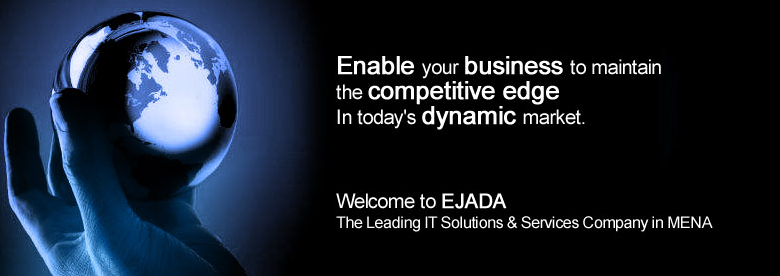 Enable your business to maintain
the competitive edge
In today's dynamic market.
Welcome to EJADA
The Leading IT Solutions & Services Company in MENA